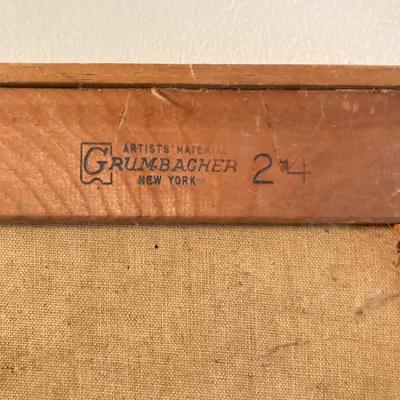 ARTISTS' MATERIAL
GRUMBACHER 24
NEW YORK